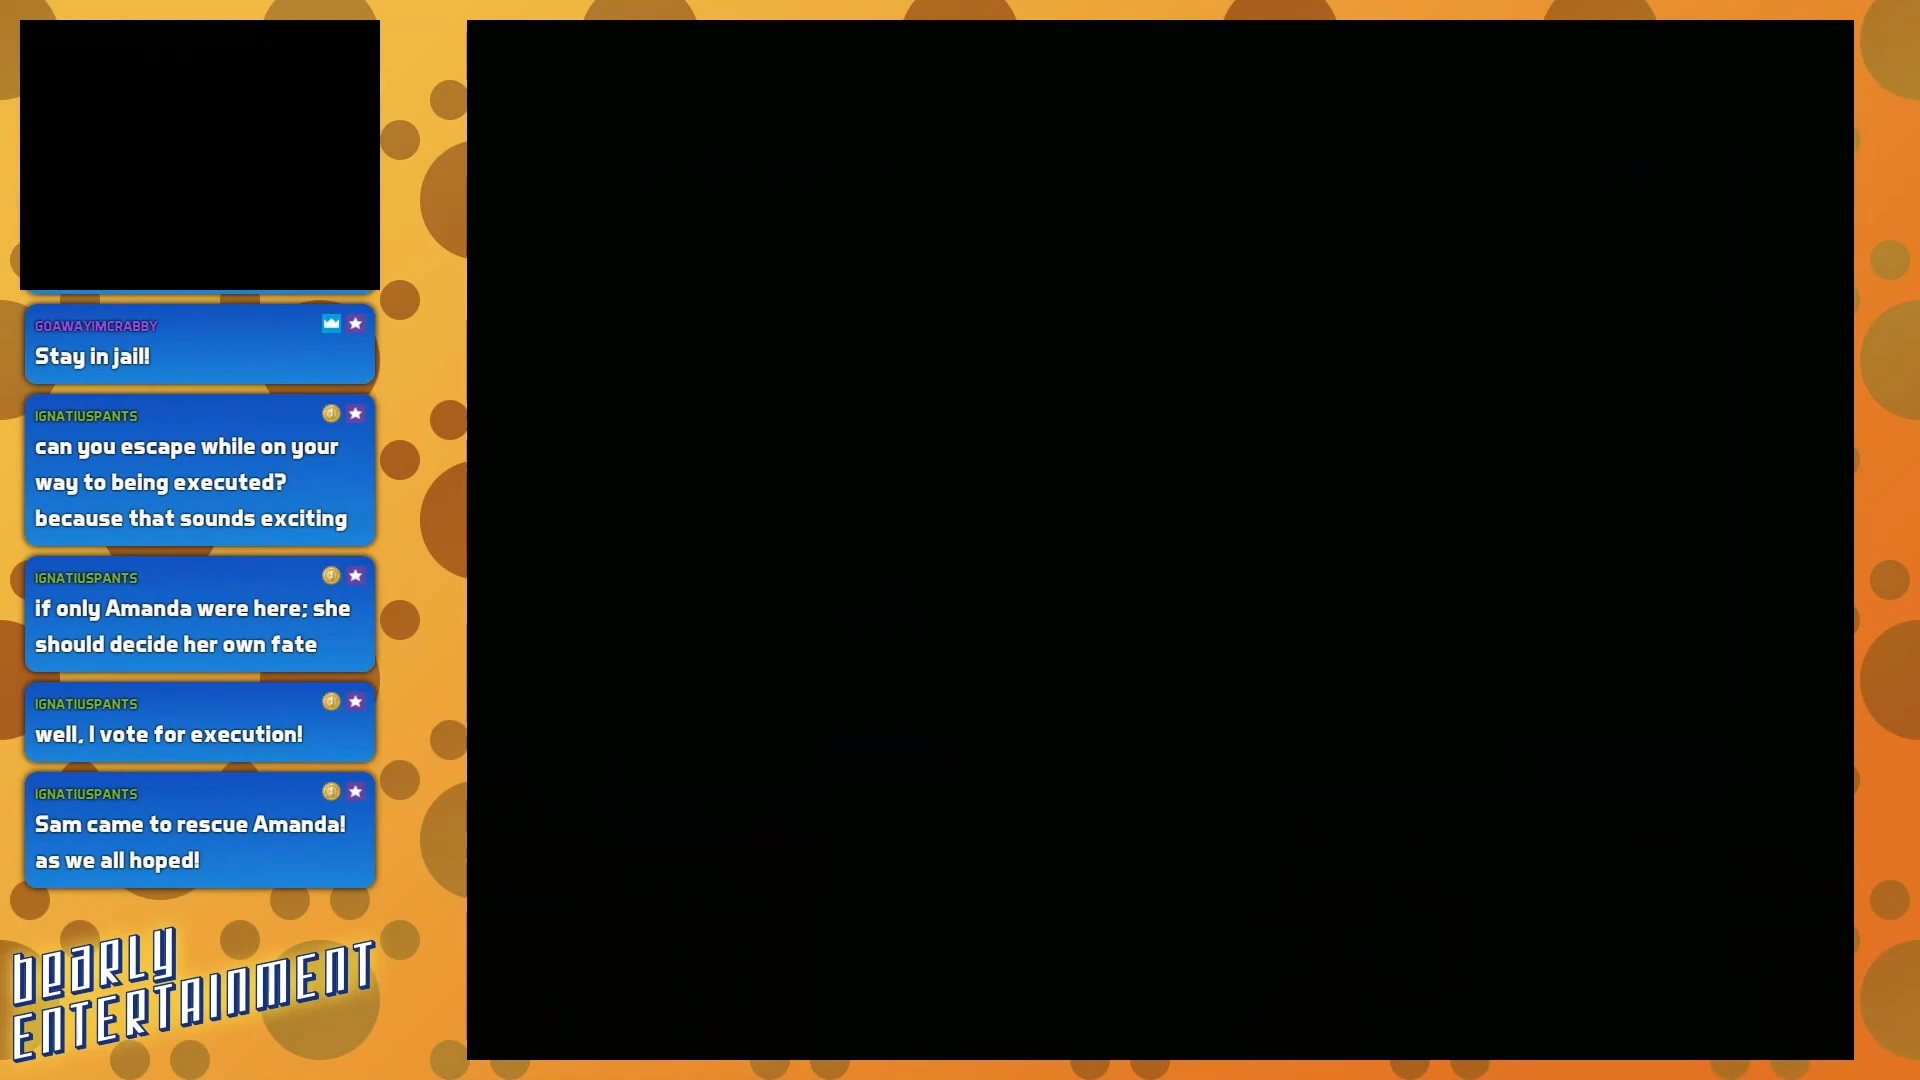 GOAWAYIMCRABBY
Stay in jail!
IGNATIUSPANTS
can you escape while on your
way to being executed?
because that sounds exciting
IGNATIUSPANTS
if only Amanda were here; she
should decide her own fate
IGNATIUSPANTS
well, I vote for execution!
IGNATIUSPANTS
Sam came to rescue Amanda!
as we all hoped!
bEARLY
ENTERTAINMENT